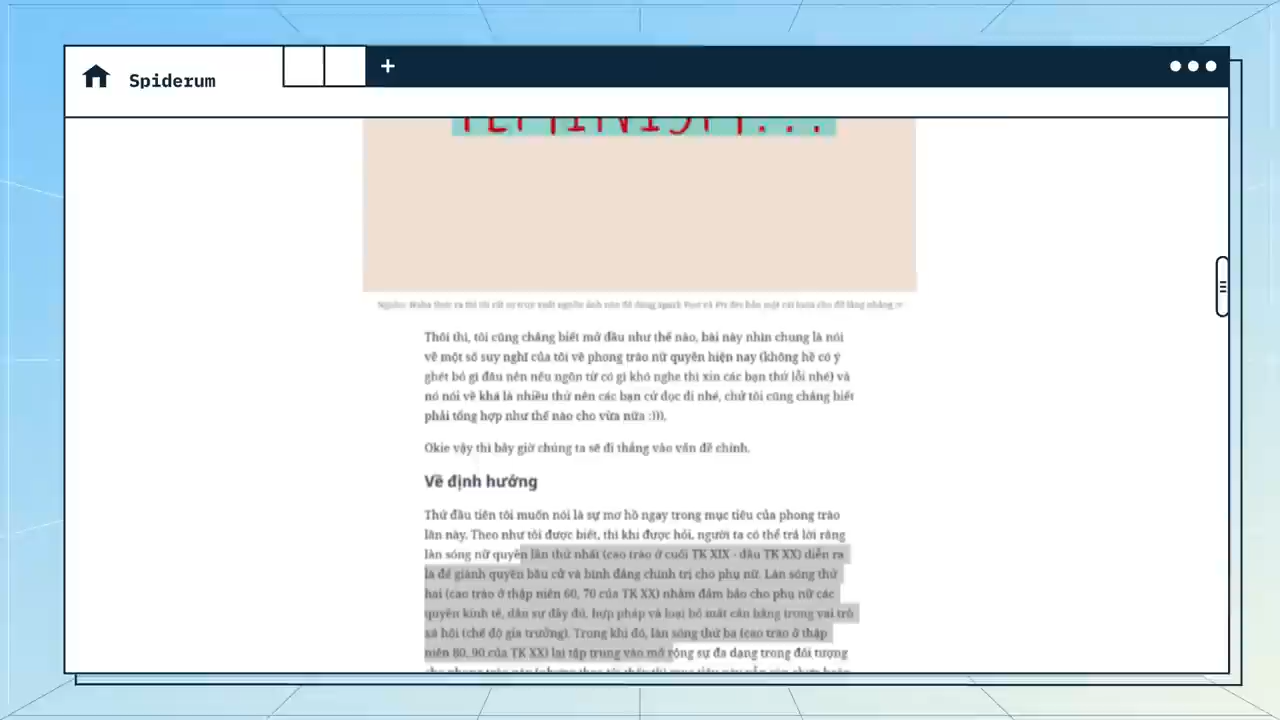 Spiderum
FEMINISM...
Thôi thì, tôi cũng chẳng biết mở đầu như thế nào, bài này nhìn chung là nói
về một số suy nghĩ của tôi về phong trào nữ quyền hiện nay (không hề có ý
ghét bỏ gì đâu nên nếu ngôn từ có gì khó nghe thì xin các bạn thứ lỗi nhé) và
nó nói về khá là nhiều thứ nên các bạn cứ đọc đi nhé, chứ tôi cũng chẳng biết
phải tổng hợp như thế nào cho vừa nữa :))),
Okie vậy thì bây giờ chúng ta sẽ đi thẳng vào vấn đề chính.
Về định hướng
Thứ đầu tiên tôi muốn nói là sự mơ hồ ngay trong mục tiêu của phong trào
lần này. Theo như tôi được biết, thì khi được hỏi, người ta có thể trả lời rằng
làn sóng nữ quyền lần thứ nhất (cao trào ở cuối TK XIX - đầu TK XX) diễn ra
là để giành quyền bầu cử và bình đẳng chính trị cho phụ nữ. Làn sóng thứ
hai (cao trào ở thập niên 60, 70 của TK XX) nhằm đảm bảo cho phụ nữ các
quyền kinh tế, dân sự đầy đủ, hợp pháp và loại bỏ mất cân bằng trong vai trò
xã hội (chế độ gia trưởng). Trong khi đó, làn sóng thứ ba (cao trào ở thập
niên 80, 90 của TK XX) lại tập trung vào mở rộng sự đa dạng trong đối tượng